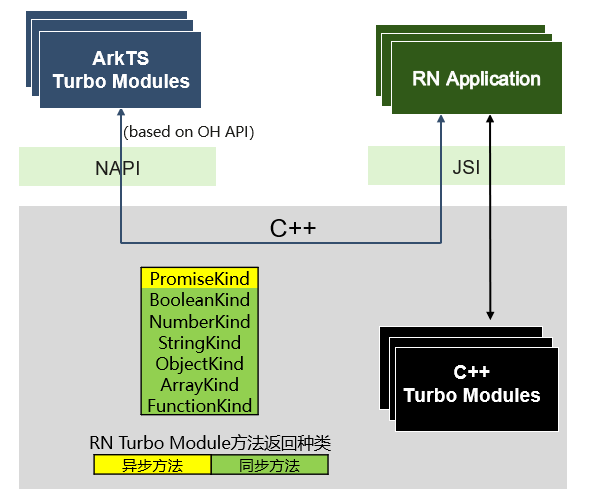 ArkTS
Turbo Modules
RN Application
(based on OH API)
NAPI
JSI
C++
PromiseKind
BooleanKind
NumberKind
StringKind
ObjectKind
ArrayKind
FunctionKind
C++
Turbo Modules
RN Turbo Module方法返回种类
异步方法 同步方法